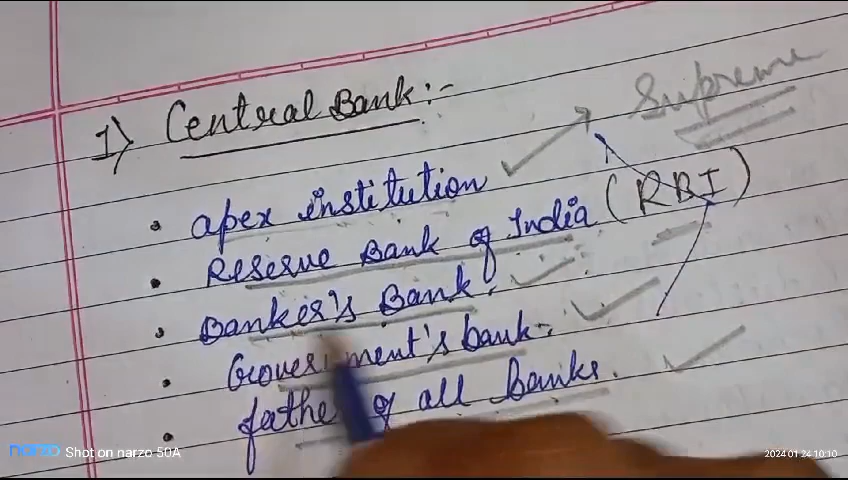 Supreme
1) Central Bank:-
• apex institution
• Reserve Bank of India (RBI)
• Banker's Bank.
• Government's bank.
• father of all banks.
narzo Shot on narzo 50A
2024 01 24 10:10